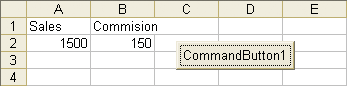 A B C D E
1 Sales Commision
2 1500 150 CommandButton1
3
4